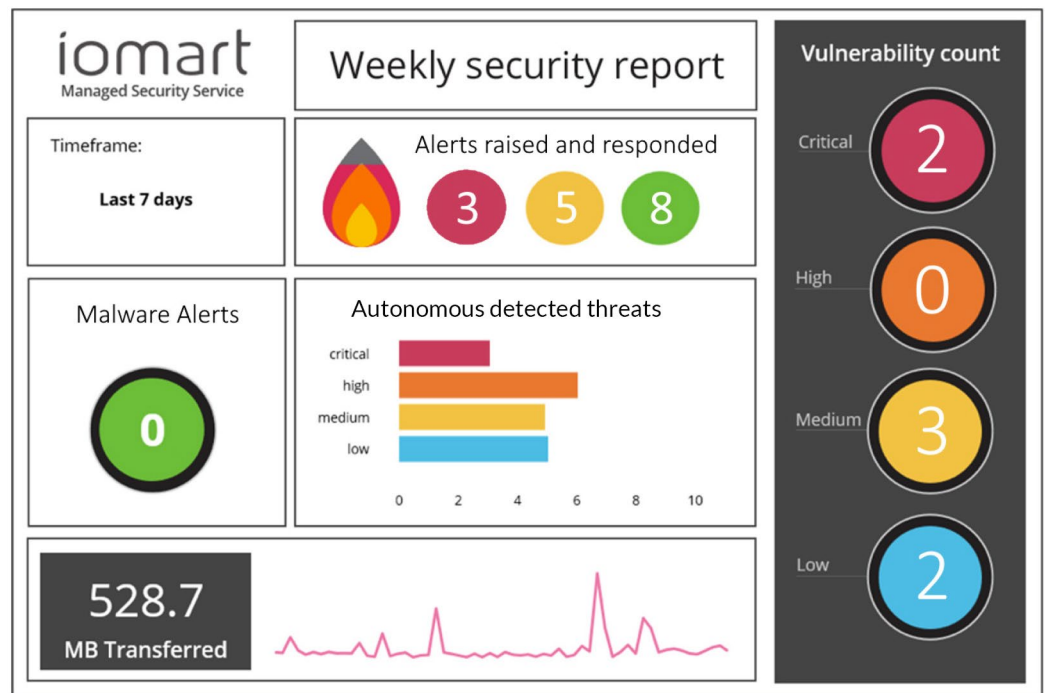 iomart
Managed Security Service
Weekly security report
Timeframe:
Last 7 days
Alerts raised and responded
3 5 8
Malware Alerts
0
Autonomous detected threats
critical
high
medium
low
0 2 4 6 8 10
528.7
MB Transferred
Vulnerability count
Critical 2
High 0
Medium 3
Low 2